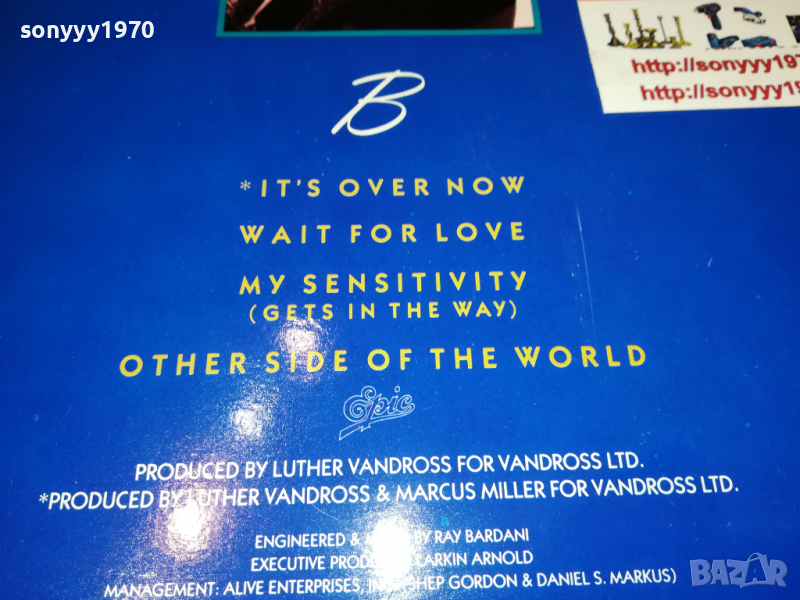 sonyyy1970
http://sonyyy197
http://sonyyy19
B
*IT'S OVER NOW
WAIT FOR LOVE
MY SENSITIVITY
(GETS IN THE WAY)
OTHER SIDE OF THE WORLD
Epic
PRODUCED BY LUTHER VANDROSS FOR VANDROSS LTD.
*PRODUCED BY LUTHER VANDROSS & MARCUS MILLER FOR VANDROSS LTD.
ENGINEERED & BY RAY BARDANI
EXECUTIVE LARKIN ARNOLD
MANAGEMENT: ALIVE ENTERPRISES, SHEP GORDON & DANIEL S. MARKUS)
BAZAR